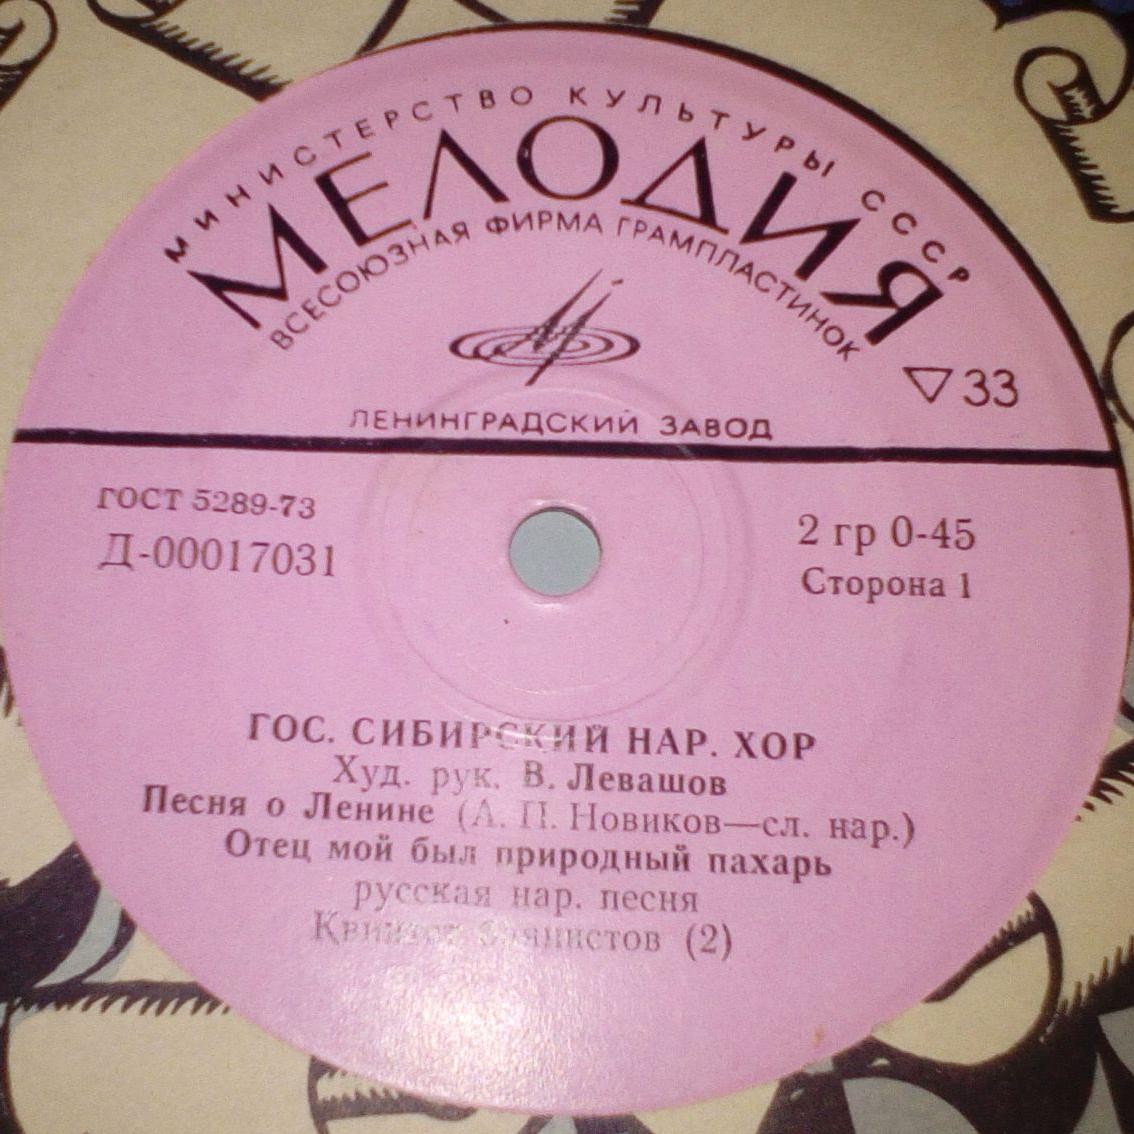 МИНИСТЕРСТВО КУЛЬТУРЫ СССР
МЕЛОДИЯ
ВСЕСОЮЗНАЯ ФИРМА ГРАМПЛАСТИНОК
▽33
ЛЕНИНГРАДСКИЙ ЗАВОД
ГОСТ 5289-73
Д-00017031
2 гр 0-45
Сторона 1
ГОС. СИБИРСКИЙ НАР. ХОР
Худ. рук. В. Левашов
Песня о Ленине (А. П. Новиков—сл. нар.)
Отец мой был природный пахарь
русская нар. песня
Квинтет баянистов (2)